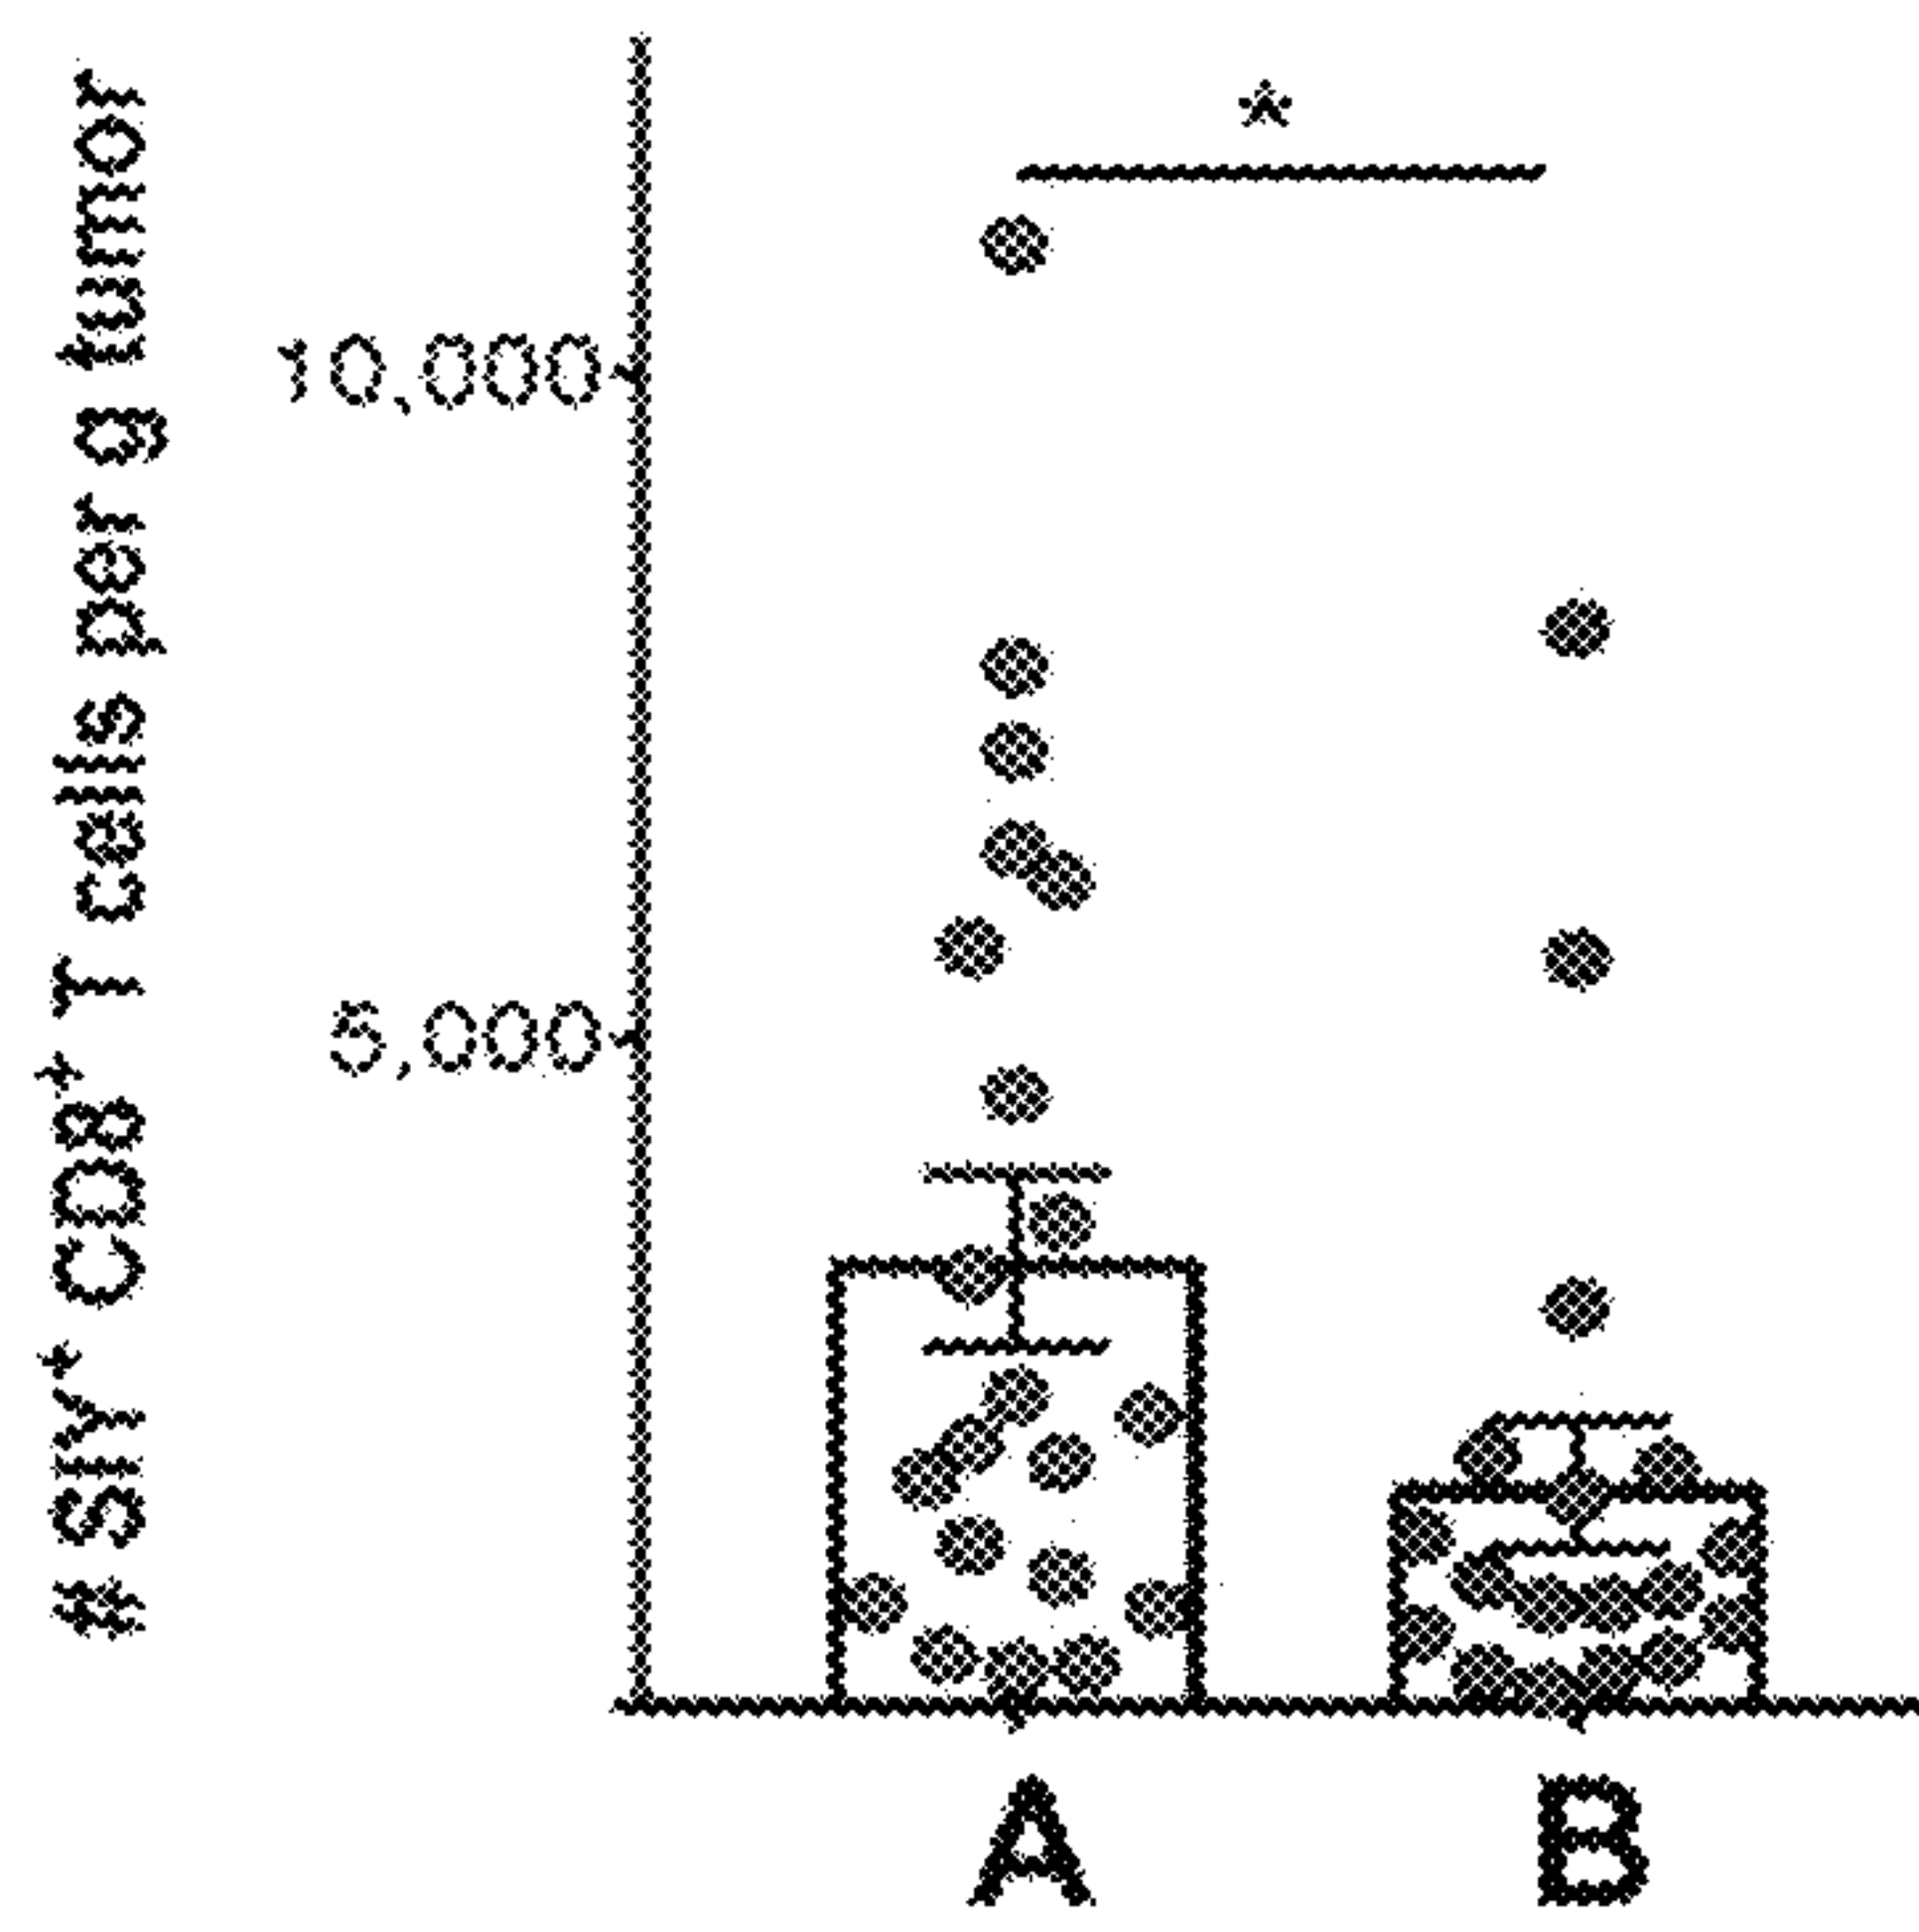 # SIY⁺ CD8⁺ T cells per g tumor
*
10,000
5,000
A
B